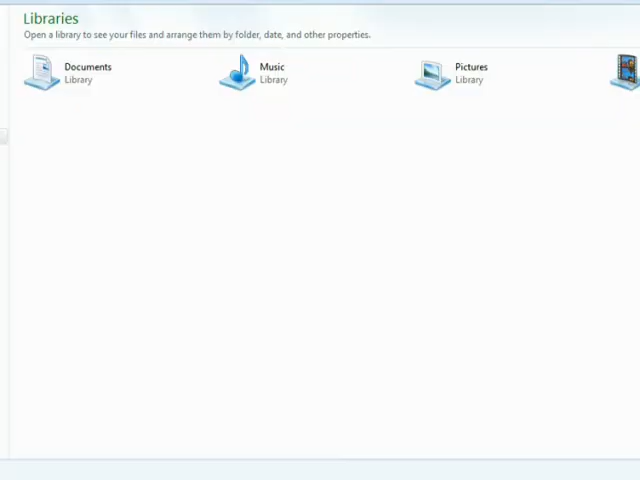 Libraries
Open a library to see your files and arrange them by folder, date, and other properties.
Documents
Library
Music
Library
Pictures
Library